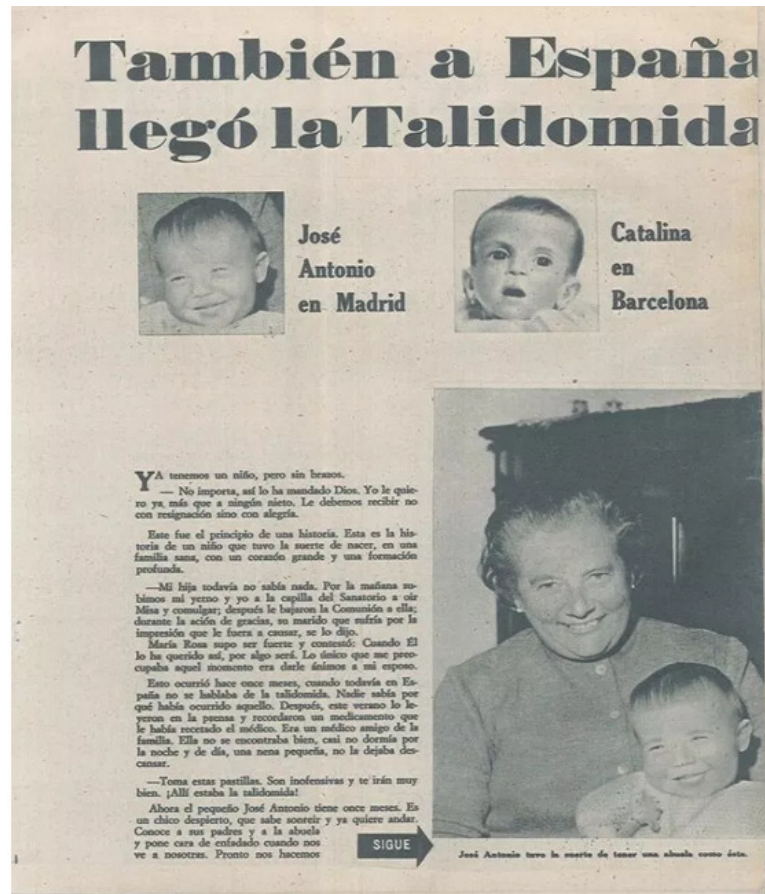 También a España
llegó la Talidomida
José
Antonio
en Madrid
Catalina
en
Barcelona
YA tenemos un niño, pero sin brazos.
— No importa, así lo ha mandado Dios. Yo le quie-
ro ya más que a ningún nieto. Le debemos recibir no
con resignación sino con alegría.
Este fue el principio de una historia. Esta es la his-
toria de un niño que tuvo la suerte de nacer, en una
familia sana, con un corazón grande y una formación
profunda.
—Mi hija todavía no sabía nada. Por la mañana su-
bimos mi yerno y yo a la capilla del Sanatorio a oír
Misa y comulgar; después le bajaron la Comunión a ella;
durante la ación de gracias, su marido que sufría por la
impresión que le fuera a causar, se lo dijo.
María Rosa supo ser fuerte y contestó: Cuando Él
lo ha querido así, por algo será. Lo único que me preo-
cupaba aquel momento era darle ánimos a mi esposo.
Esto ocurrió hace once meses, cuando todavía en Es-
paña no se hablaba de la talidomida. Nadie sabía por
qué había ocurrido aquello. Después, este verano lo le-
yeron en la prensa y recordaron un medicamento que
le había recetado el médico. Era un médico amigo de la
familia. Ella no se encontraba bien, casi no dormía por
la noche y de día, una nena pequeña, no la dejaba des-
cansar.
—Toma estas pastillas. Son inofensivas y te irán muy
bien. ¡Allí estaba la talidomida!
Ahora el pequeño José Antonio tiene once meses. Es
un chico despierto, que sabe sonreir y ya quiere andar.
Conoce a sus padres y a la abuela
y pone cara de enfadado cuando nos
ve a nosotras. Pronto nos hacemos
SIGUE
José Antonio tuvo la suerte de tener una abuela como ésta.